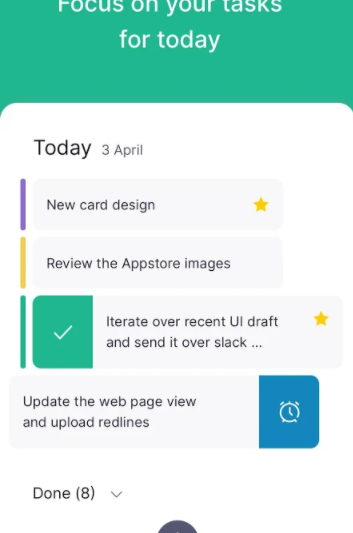 Focus on your tasks
for today
Today 3 April
New card design
Review the Appstore images
Iterate over recent UI draft
and send it over slack ...
Update the web page view
and upload redlines
Done (8)